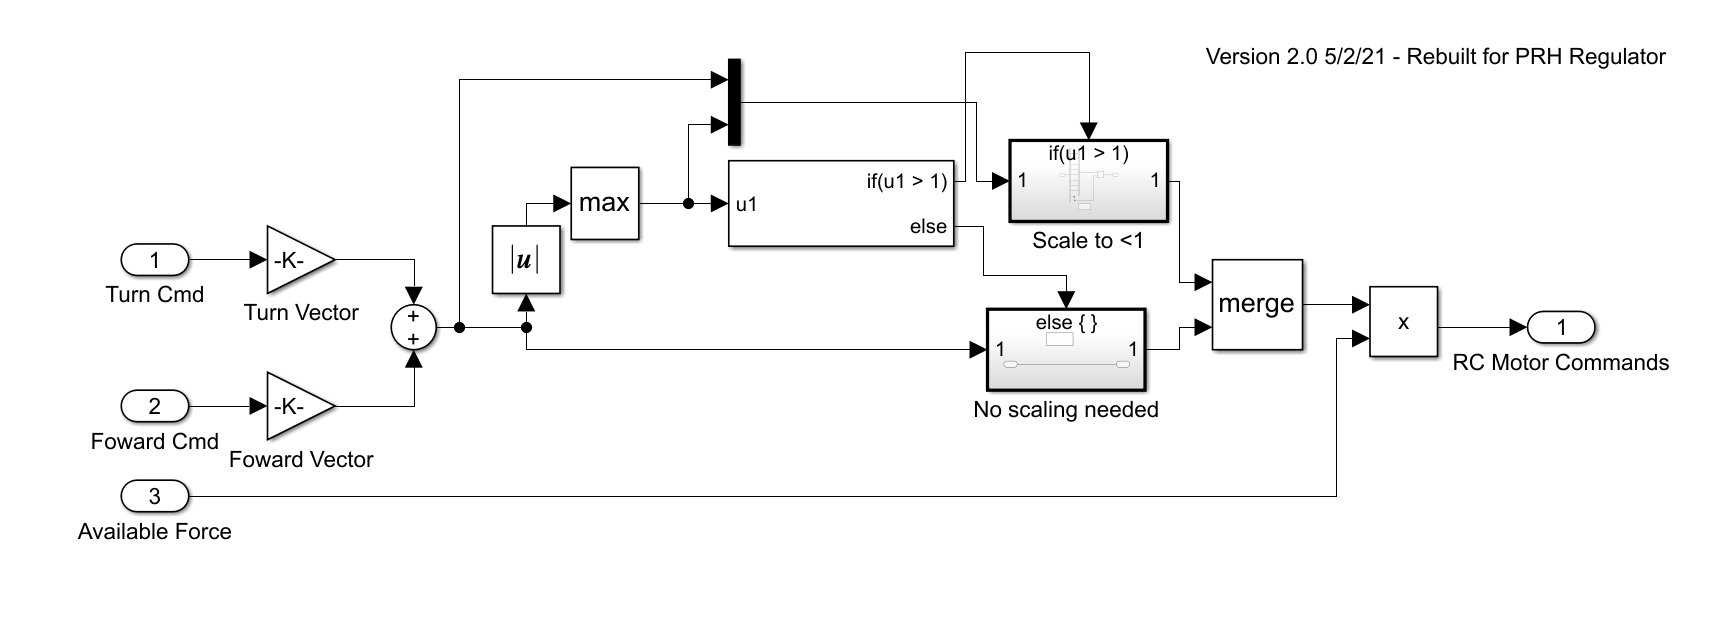 Version 2.0 5/2/21 - Rebuilt for PRH Regulator
if(u1 > 1)
1
1
Scale to <1
max
u1
if(u1 > 1)
else
|u|
1
Turn Cmd
-K-
Turn Vector
+
+
else { }
1
1
No scaling needed
merge
x
1
RC Motor Commands
2
Foward Cmd
-K-
Foward Vector
3
Available Force